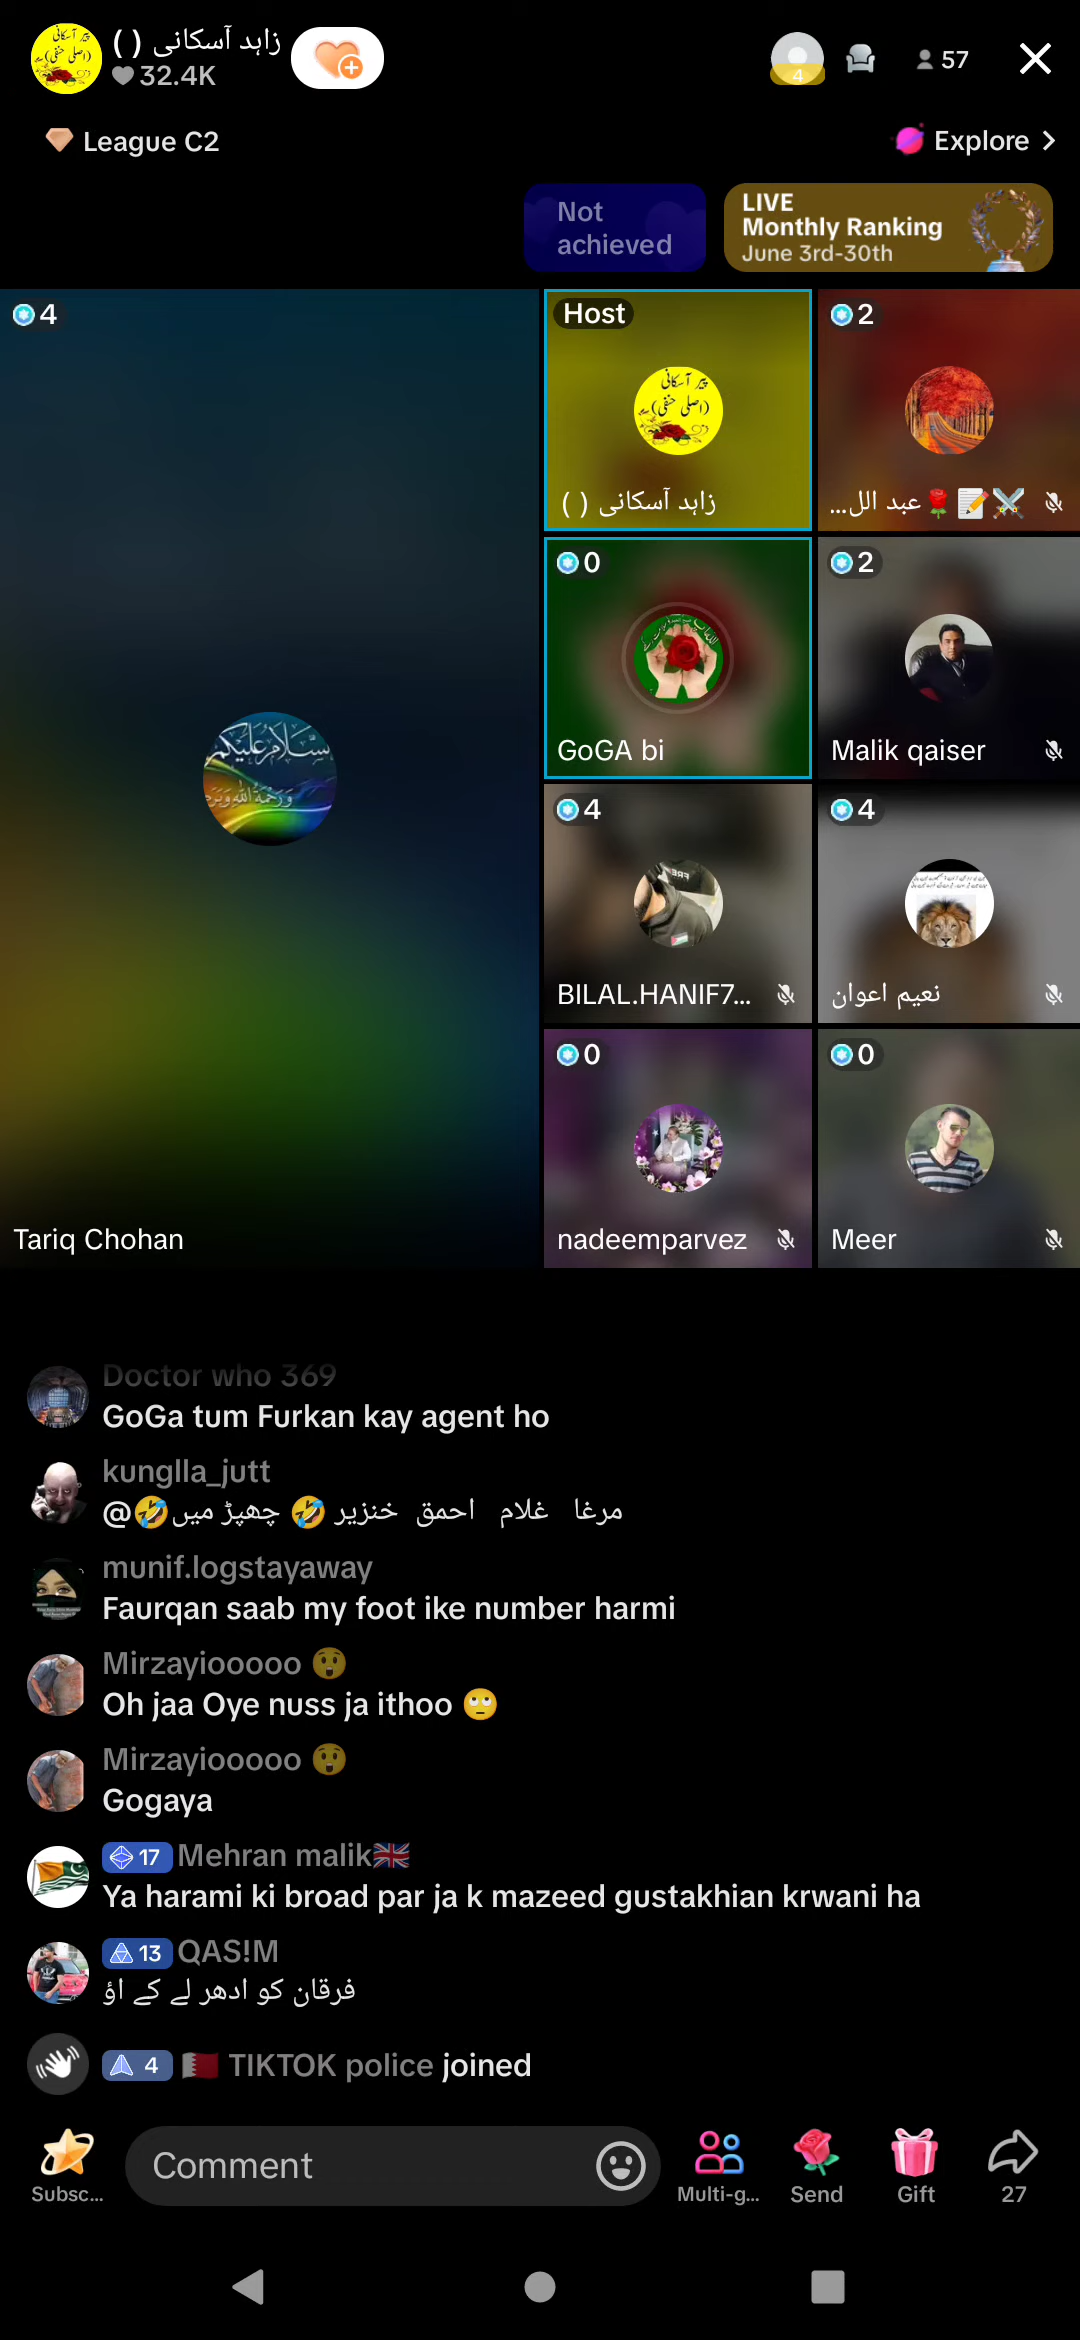 زاہد آسکانی ( )
32.4K
4
57
League C2
Explore
Not
achieved
LIVE
Monthly Ranking
June 3rd-30th
4
Tariq Chohan
Host
پیر آسکانی
(اصلی حنفی)
زاہد آسکانی ( )
2
عبد الل...
0
GoGA bi
2
Malik qaiser
4
BILAL.HANIF7...
4
نعیم اعوان
0
nadeemparvez
0
Meer
Doctor who 369
GoGa tum Furkan kay agent ho
kunglla_jutt
@🤣چھپڑ میں 🤣 مرغا غلام احمق خنزیر
munif.logstayaway
Faurqan saab my foot ike number harmi
Mirzayiooooo 😲
Oh jaa Oye nuss ja ithoo 🙄
Mirzayiooooo 😲
Gogaya
17 Mehran malik🇬🇧
Ya harami ki broad par ja k mazeed gustakhian krwani ha
13 QAS!M
فرقان کو ادھر لے کے اؤ
4 🇧🇭 TIKTOK police joined
Comment
Subsc...
Multi-g...
Send
Gift
27